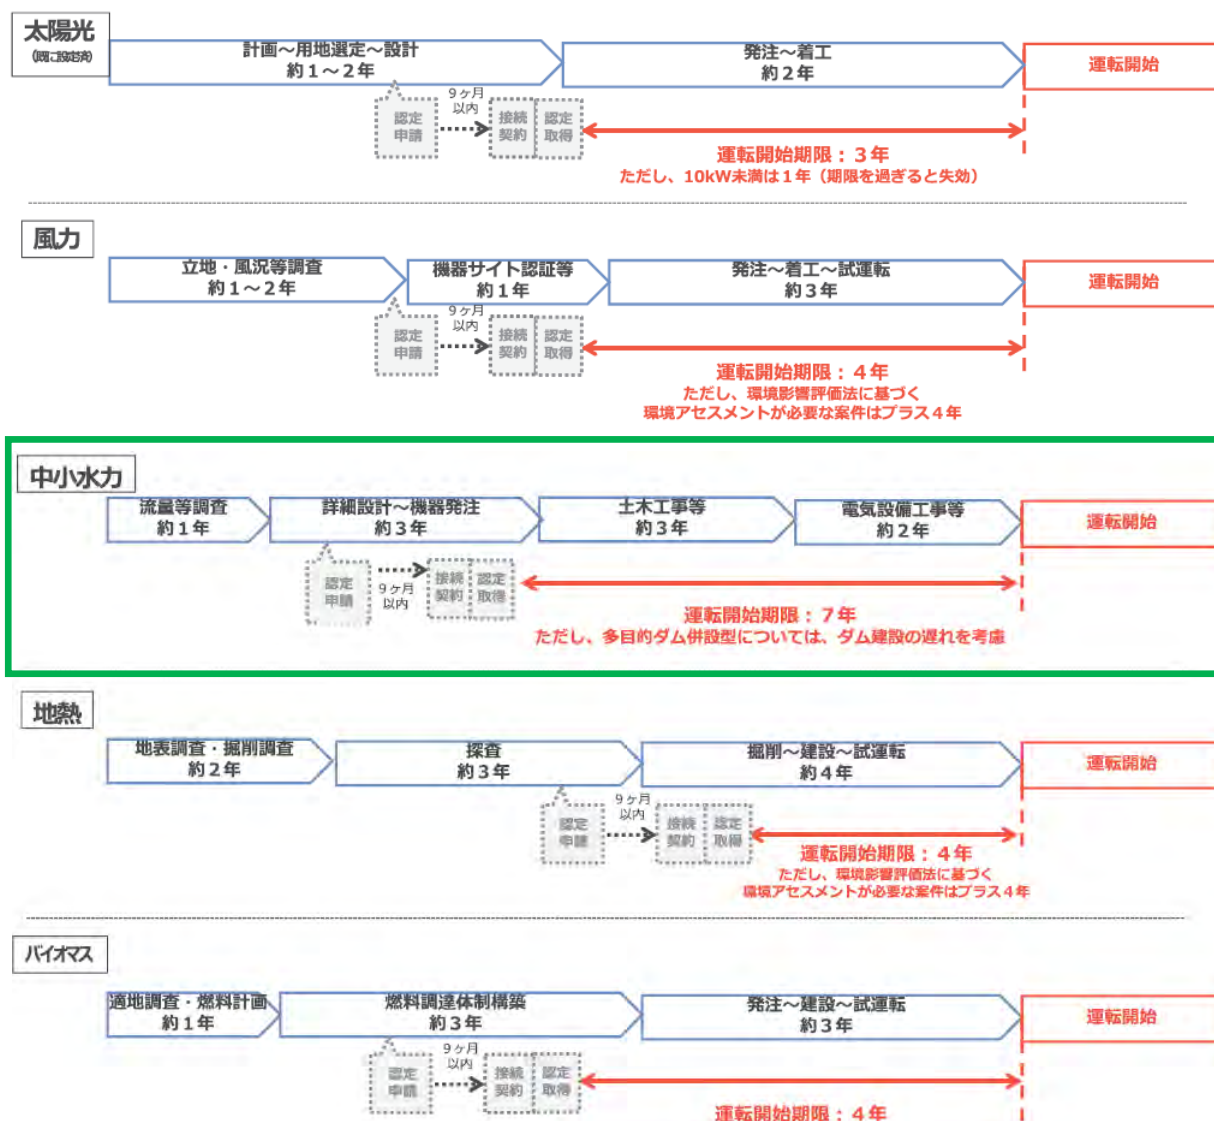 太陽光
(既に設定済)
計画～用地選定～設計
約１～２年
発注～着工
約２年
運転開始
認定
申請
９ヶ月
以内
接続
契約
認定
取得
運転開始期限：３年
ただし、10kW未満は１年（期限を過ぎると失効）
風力
立地・風況等調査
約１～２年
機器サイト認証等
約１年
発注～着工～試運転
約３年
運転開始
認定
申請
９ヶ月
以内
接続
契約
認定
取得
運転開始期限：４年
ただし、環境影響評価法に基づく
環境アセスメントが必要な案件はプラス４年
中小水力
流量等調査
約１年
詳細設計～機器発注
約３年
土木工事等
約３年
電気設備工事等
約２年
運転開始
認定
申請
９ヶ月
以内
接続
契約
認定
取得
運転開始期限：７年
ただし、多目的ダム併設型については、ダム建設の遅れを考慮
地熱
地表調査・掘削調査
約２年
探査
約３年
掘削～建設～試運転
約４年
運転開始
認定
申請
９ヶ月
以内
接続
契約
認定
取得
運転開始期限：４年
ただし、環境影響評価法に基づく
環境アセスメントが必要な案件はプラス４年
バイオマス
適地調査・燃料計画
約１年
燃料調達体制構築
約３年
発注～建設～試運転
約３年
運転開始
認定
申請
９ヶ月
以内
接続
契約
認定
取得
運転開始期限：４年